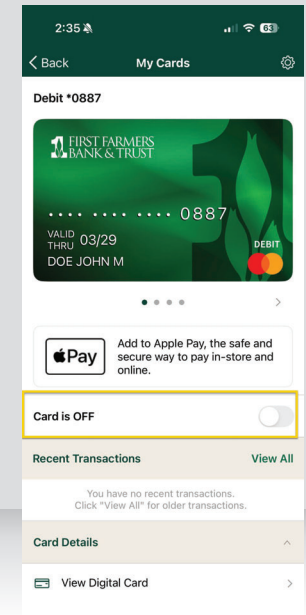 2:35
63
Back
My Cards
Debit *0887
FIRST FARMERS
BANK & TRUST
•••• •••• •••• 0887
VALID
THRU 03/29
DEBIT
DOE JOHN M
Pay
Add to Apple Pay, the safe and
secure way to pay in-store and
online.
Card is OFF
Recent Transactions
View All
You have no recent transactions.
Click "View All" for older transactions.
Card Details
View Digital Card